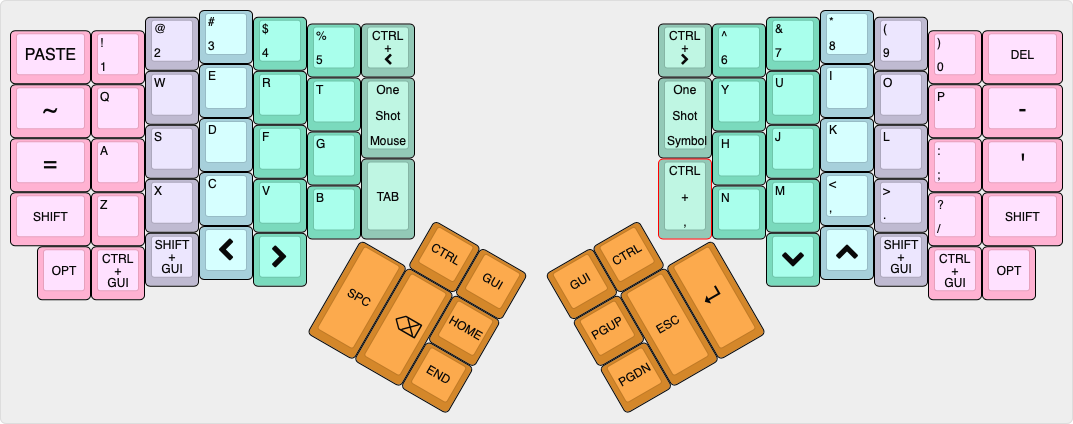 PASTE
!
1
@
2
#
3
$
4
%
5
CTRL
+
<
~
Q
W
E
R
T
One
Shot
Mouse
=
A
S
D
F
G
SHIFT
Z
X
C
V
B
TAB
OPT
CTRL
+
GUI
SHIFT
+
GUI
<
>
CTRL
GUI
SPC
HOME
END
CTRL
+
>
^
6
&
7
*
8
(
9
)
0
DEL
One
Shot
Symbol
Y
U
I
O
P
-
H
J
K
L
:
;
'
CTRL
+
,
N
M
<
,
>
.
?
/
SHIFT
SHIFT
+
GUI
CTRL
+
GUI
OPT
GUI
CTRL
PGUP
ESC
PGDN